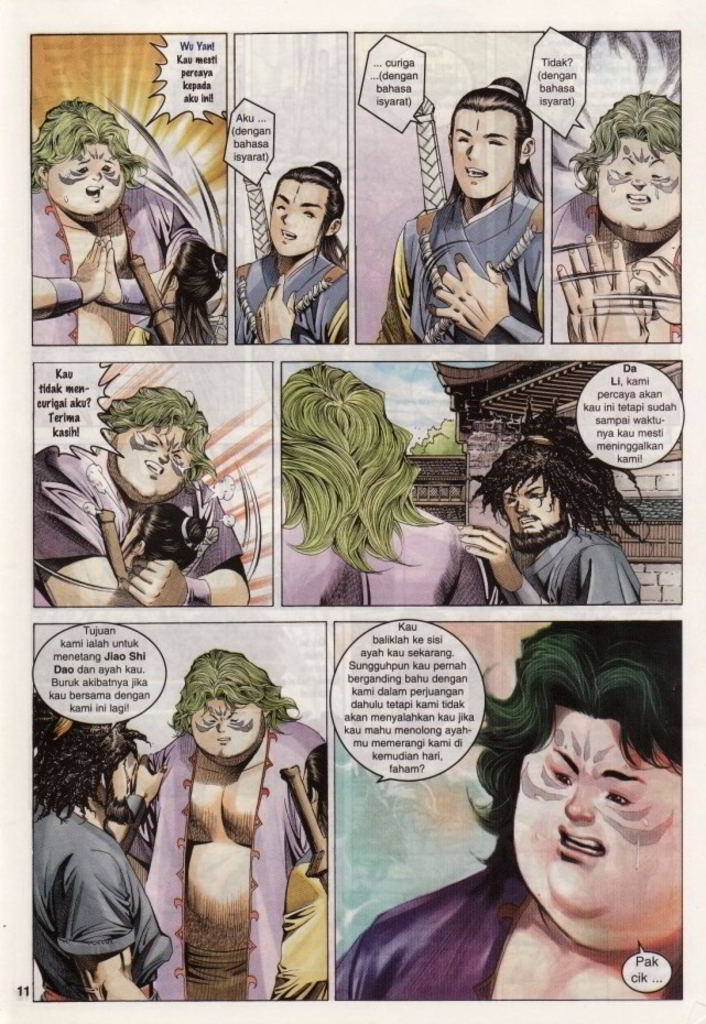 Wu Yan!
Kau mesti
percaya
kepada
aku ini!
Aku ...
(dengan
bahasa
isyarat)
... curiga
...(dengan
bahasa
isyarat)
Tidak?
(dengan
bahasa
isyarat)
Kau
tidak men-
curigai aku?
Terima
kasih!
Da
Li, kami
percaya akan
kau ini tetapi sudah
sampai waktu-
nya kau mesti
meninggalkan
kami!
Tujuan
kami ialah untuk
menetang Jiao Shi
Dao dan ayah kau.
Buruk akibatnya jika
kau bersama dengan
kami ini lagi!
Kau
baliklah ke sisi
ayah kau sekarang.
Sungguhpun kau pernah
berganding bahu dengan
kami dalam perjuangan
dahulu tetapi kami tidak
akan menyalahkan kau jika
kau mahu menolong ayah-
mu memerangi kami di
kemudian hari,
faham?
Pak
cik ...
11